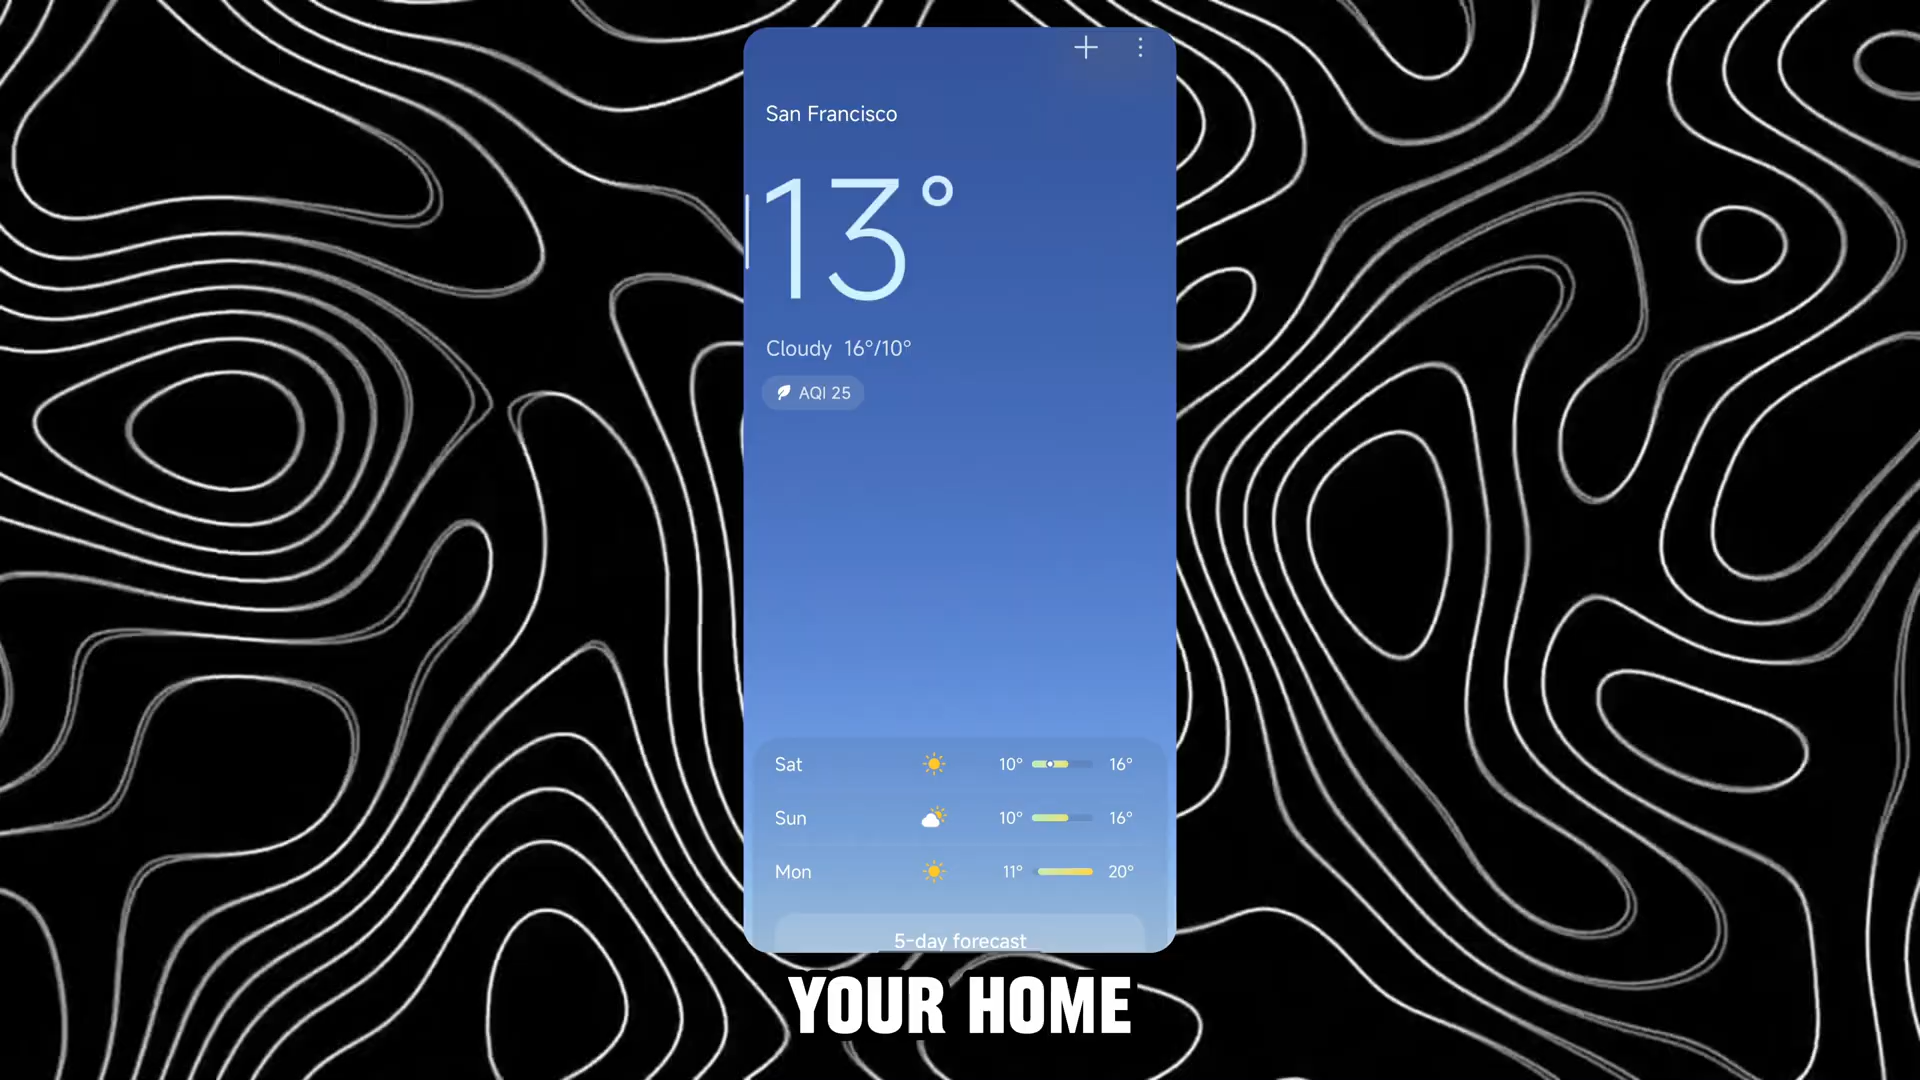 San Francisco
13°
Cloudy 16°/10°
AQI 25
Sat 10° 16°
Sun 10° 16°
Mon 11° 20°
5-day forecast
YOUR HOME